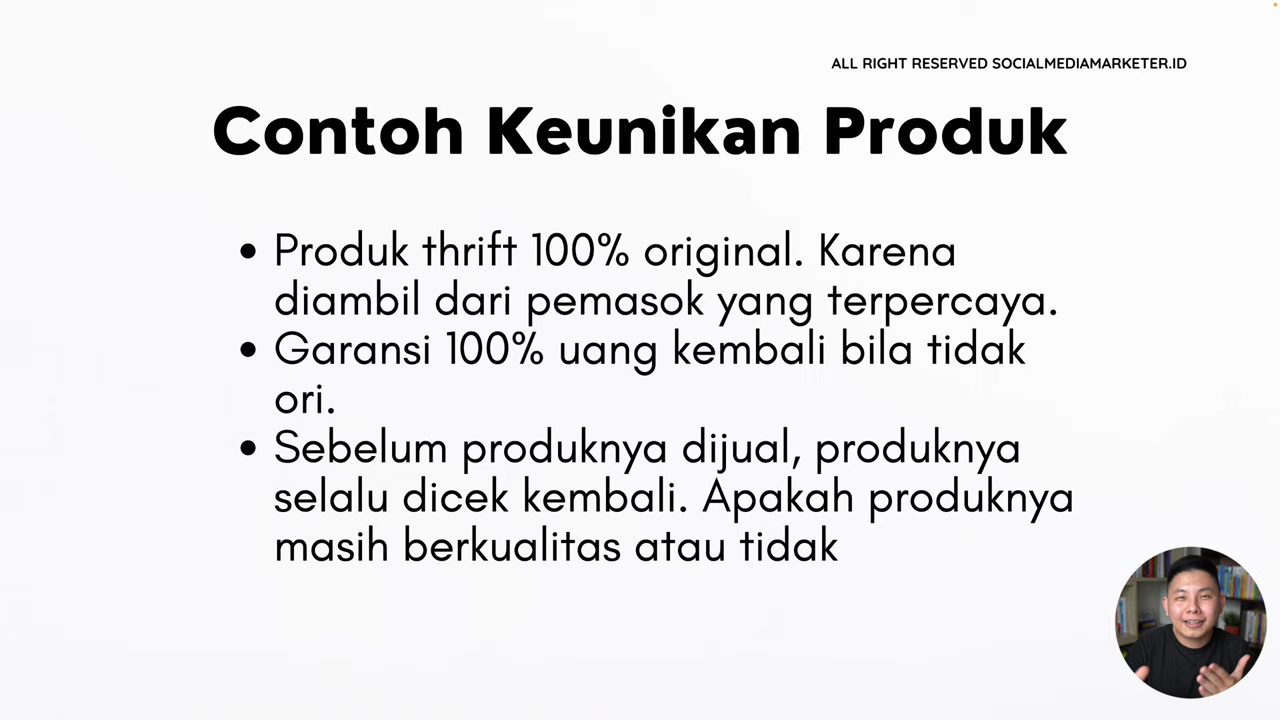 ALL RIGHT RESERVED SOCIALMEDIAMARKETER.ID
Contoh Keunikan Produk
• Produk thrift 100% original. Karena
diambil dari pemasok yang terpercaya.
• Garansi 100% uang kembali bila tidak
ori.
• Sebelum produknya dijual, produknya
selalu dicek kembali. Apakah produknya
masih berkualitas atau tidak